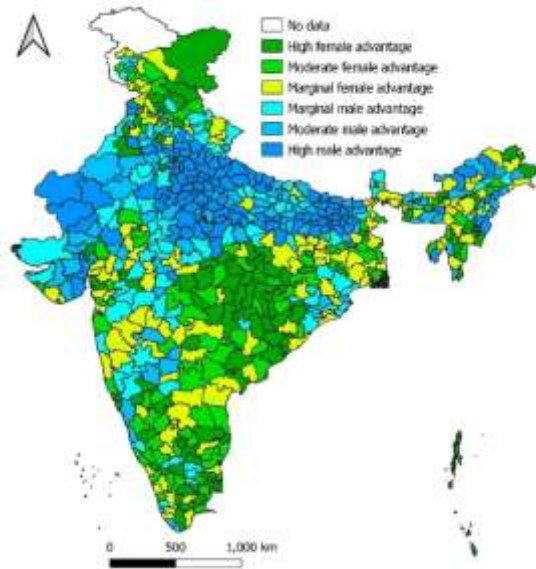 No data
High female advantage
Moderate female advantage
Marginal female advantage
Marginal male advantage
Moderate male advantage
High male advantage
0 500 1,000 km